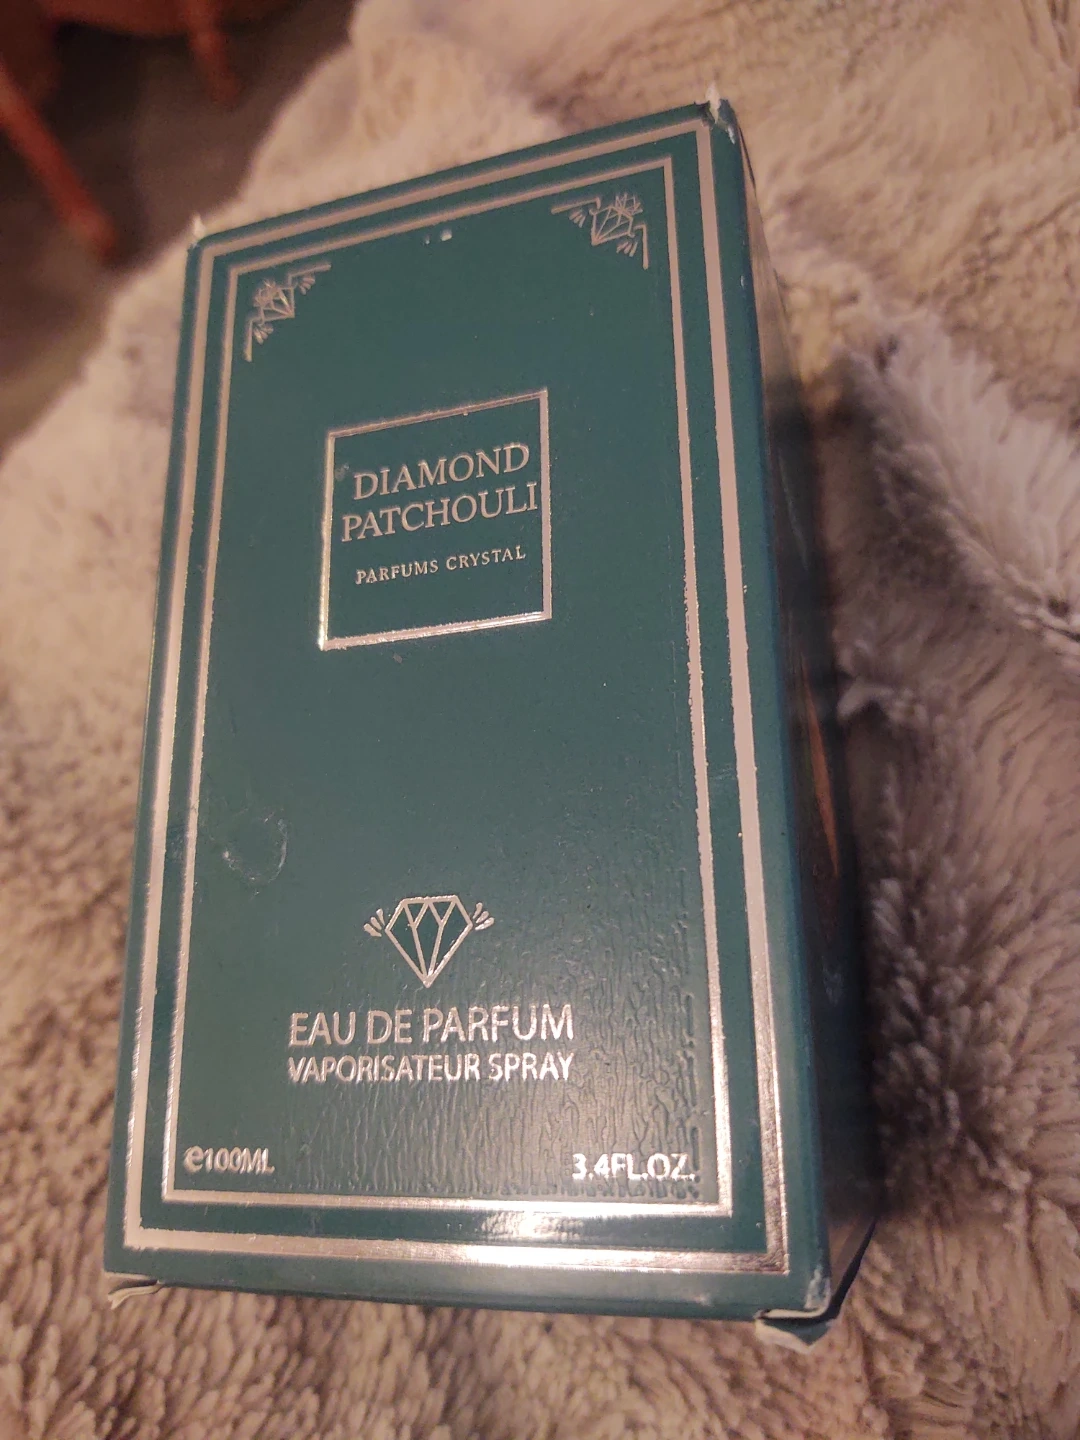 DIAMOND
PATCHOULI
PARFUMS CRYSTAL
EAU DE PARFUM
VAPORISATEUR SPRAY
℮100ML
3.4FL.OZ.